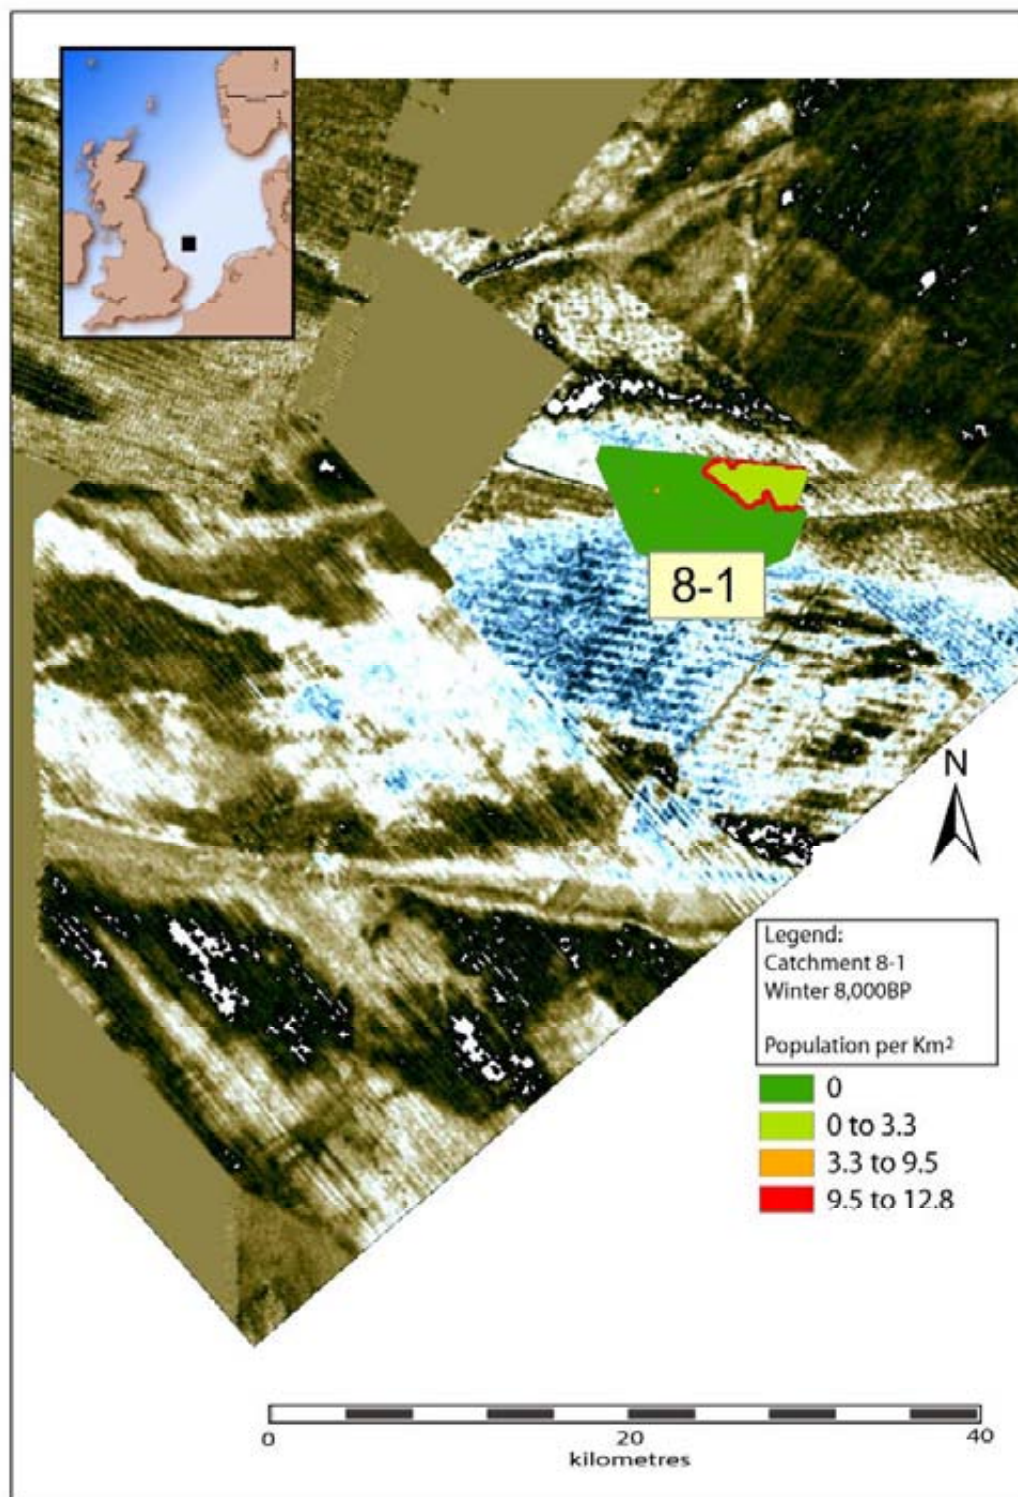 8-1
N
Legend:
Catchment 8-1
Winter 8,000BP
Population per Km²
0
0 to 3.3
3.3 to 9.5
9.5 to 12.8
0 20 40
kilometres